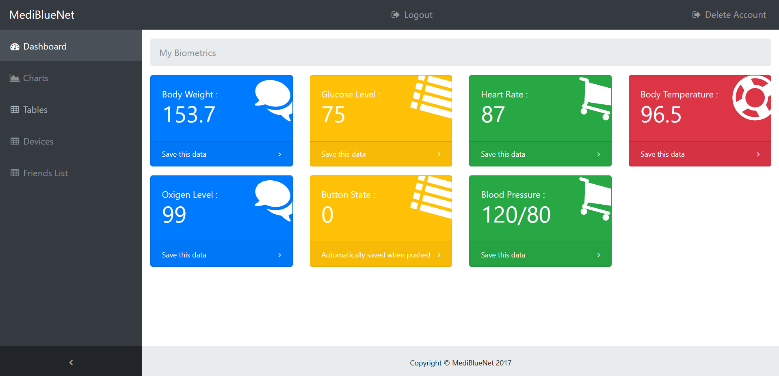 MediBlueNet
Logout
Delete Account
Dashboard
Charts
Tables
Devices
Friends List
My Biometrics
Body Weight :
153.7
Save this data
Glucose Level :
75
Save this data
Heart Rate :
87
Save this data
Body Temperature :
96.5
Save this data
Oxigen Level :
99
Save this data
Button State :
0
Automatically saved when pushed
Blood Pressure :
120/80
Save this data
Copyright © MediBlueNet 2017